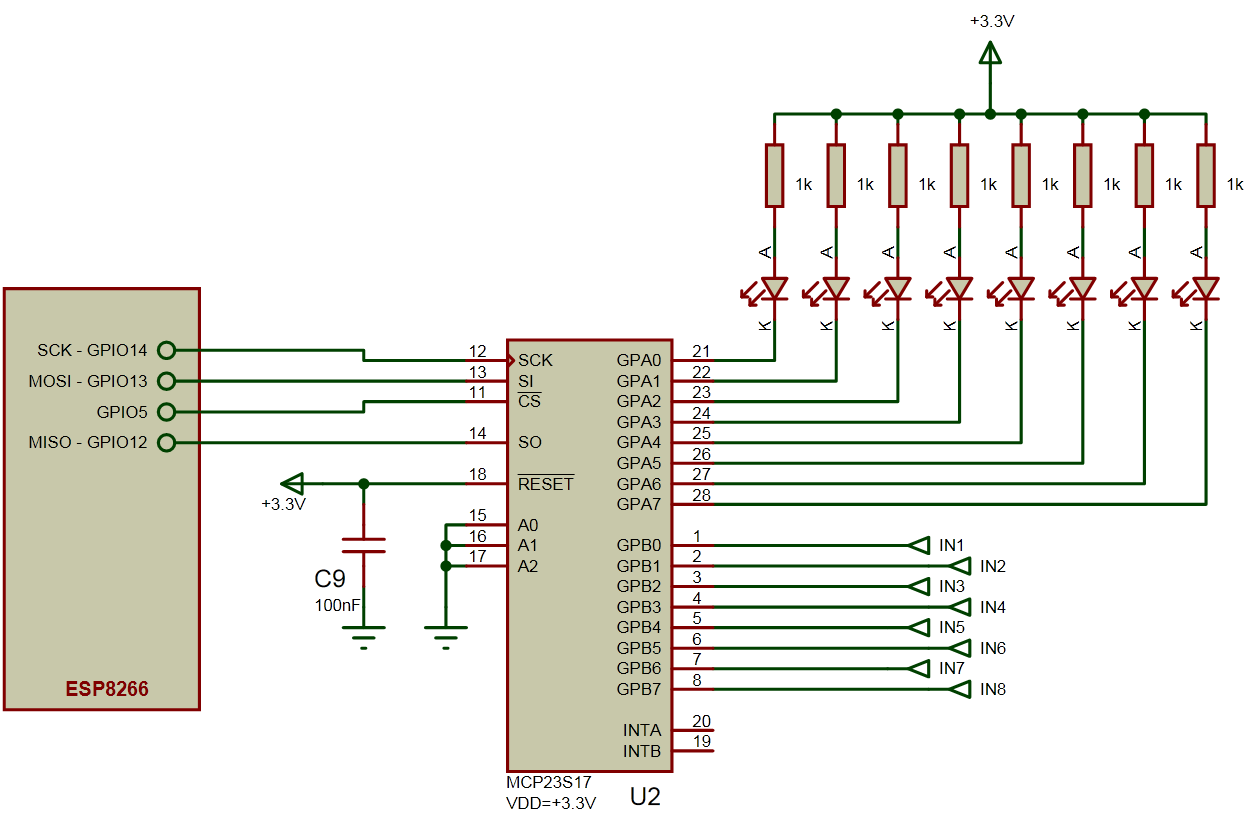 +3.3V
1k 1k 1k 1k 1k 1k 1k 1k
A A A A A A A A
K K K K K K K K
SCK - GPIO14
MOSI - GPIO13
GPIO5
MISO - GPIO12
ESP8266
+3.3V
C9
100nF
12 SCK
13 SI
11 CS
14 SO
18 RESET
15 A0
16 A1
17 A2
GPA0 21
GPA1 22
GPA2 23
GPA3 24
GPA4 25
GPA5 26
GPA6 27
GPA7 28
GPB0 1 IN1
GPB1 2 IN2
GPB2 3 IN3
GPB3 4 IN4
GPB4 5 IN5
GPB5 6 IN6
GPB6 7 IN7
GPB7 8 IN8
INTA 20
INTB 19
MCP23S17
VDD=+3.3V
U2